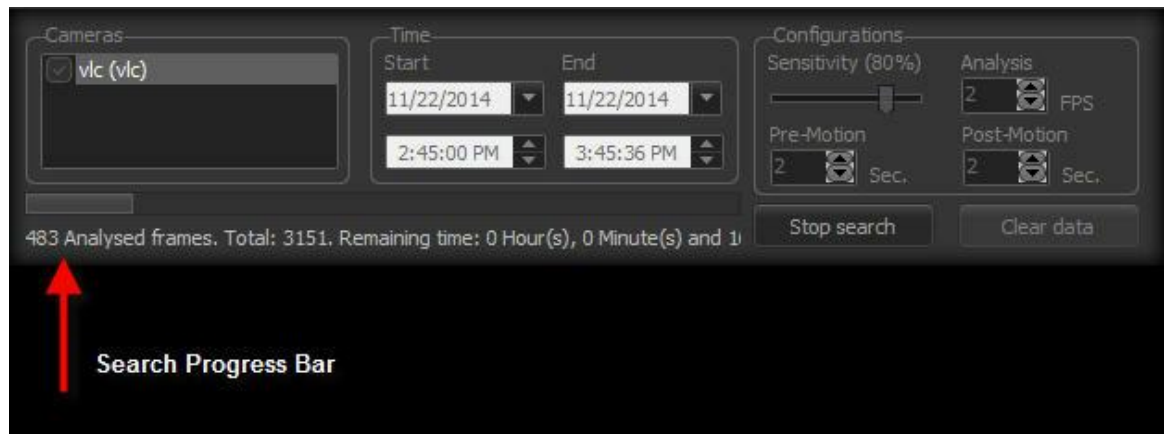 Cameras
vlc (vlc)
Time
Start End
11/22/2014 11/22/2014
2:45:00 PM 3:45:36 PM
Configurations
Sensitivity (80%) Analysis
2 FPS
Pre-Motion Post-Motion
2 Sec. 2 Sec.
483 Analysed frames. Total: 3151. Remaining time: 0 Hour(s), 0 Minute(s) and
Stop search Clear data
Search Progress Bar